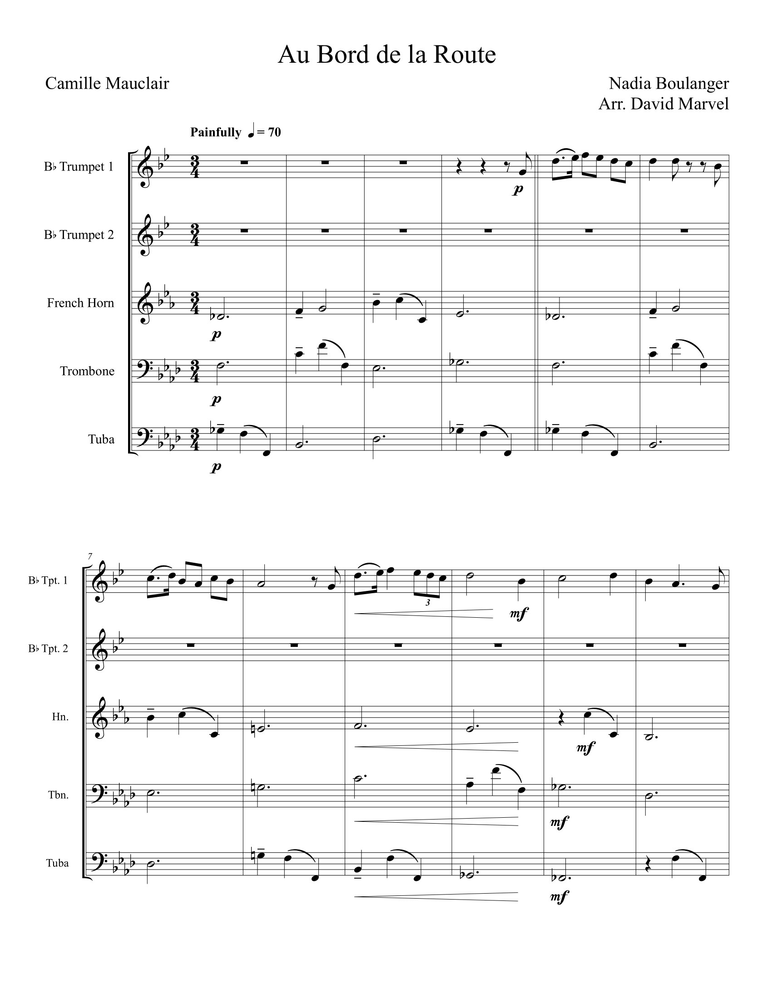 Au Bord de la Route
Camille Mauclair
Nadia Boulanger
Arr. David Marvel
Painfully ♩ = 70
B♭ Trumpet 1
p
B♭ Trumpet 2
French Horn
p
Trombone
p
Tuba
p
7
B♭ Tpt. 1
3
mf
B♭ Tpt. 2
Hn.
mf
Tbn.
mf
Tuba
mf